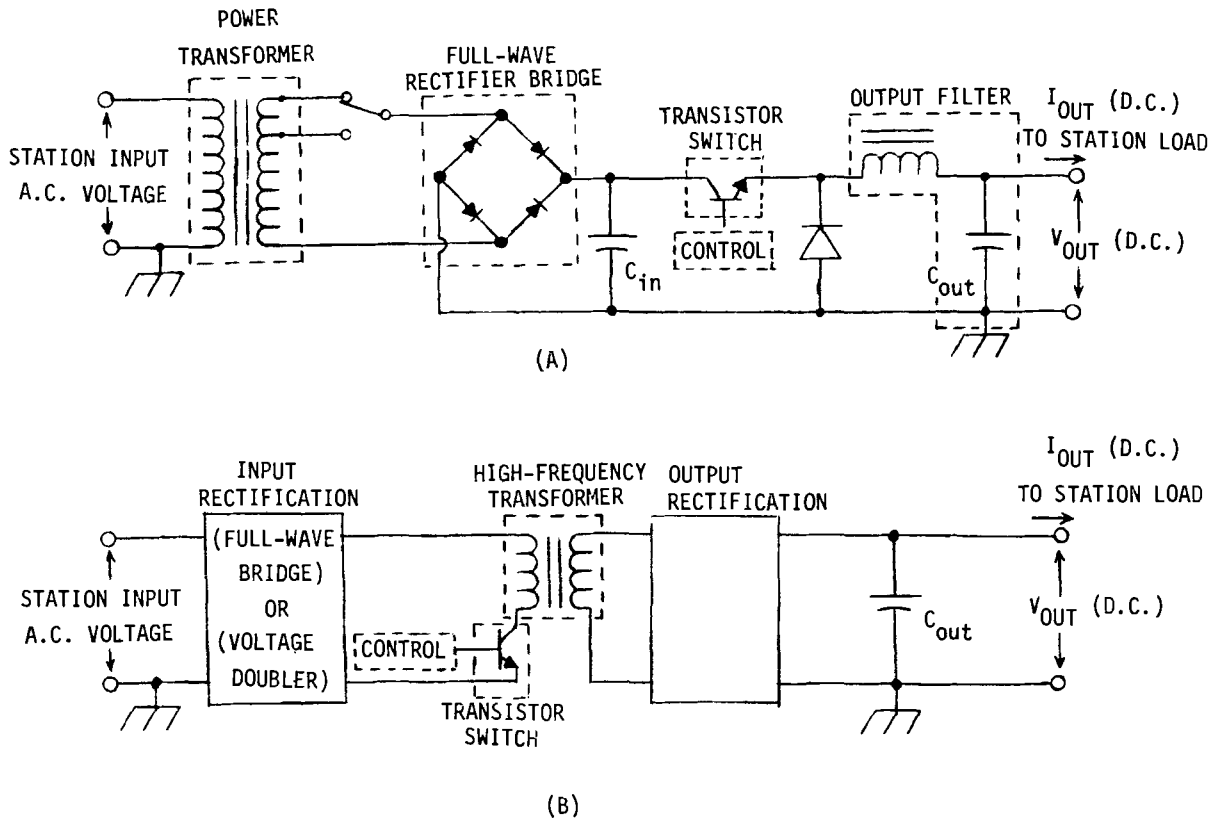 POWER
TRANSFORMER
FULL-WAVE
RECTIFIER BRIDGE
TRANSISTOR
SWITCH
OUTPUT FILTER
I_OUT (D.C.)
TO STATION LOAD
STATION INPUT
A.C. VOLTAGE
CONTROL
C_in
C_out
V_OUT (D.C.)
(A)
INPUT
RECTIFICATION
HIGH-FREQUENCY
TRANSFORMER
OUTPUT
RECTIFICATION
I_OUT (D.C.)
TO STATION LOAD
(FULL-WAVE
BRIDGE)
OR
(VOLTAGE
DOUBLER)
STATION INPUT
A.C. VOLTAGE
CONTROL
TRANSISTOR
SWITCH
C_out
V_OUT (D.C.)
(B)